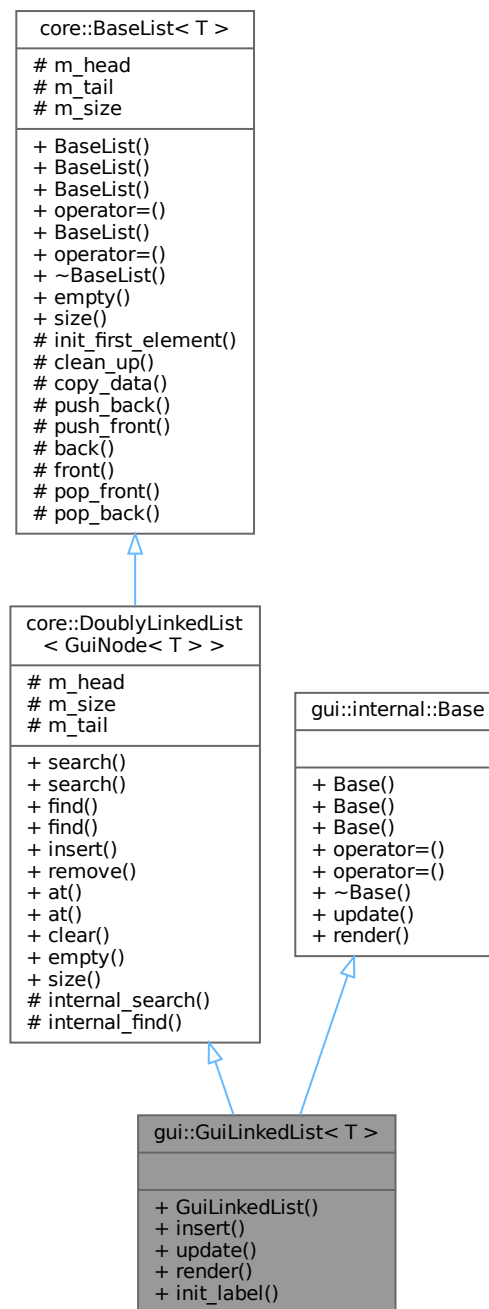 core::BaseList< T >
# m_head
# m_tail
# m_size
+ BaseList()
+ BaseList()
+ BaseList()
+ operator=()
+ BaseList()
+ operator=()
+ ~BaseList()
+ empty()
+ size()
# init_first_element()
# clean_up()
# copy_data()
# push_back()
# push_front()
# back()
# front()
# pop_front()
# pop_back()
core::DoublyLinkedList
< GuiNode< T > >
# m_head
# m_size
# m_tail
+ search()
+ search()
+ find()
+ find()
+ insert()
+ remove()
+ at()
+ at()
+ clear()
+ empty()
+ size()
# internal_search()
# internal_find()
gui::internal::Base
+ Base()
+ Base()
+ Base()
+ operator=()
+ operator=()
+ ~Base()
+ update()
+ render()
gui::GuiLinkedList< T >
+ GuiLinkedList()
+ insert()
+ update()
+ render()
+ init_label()